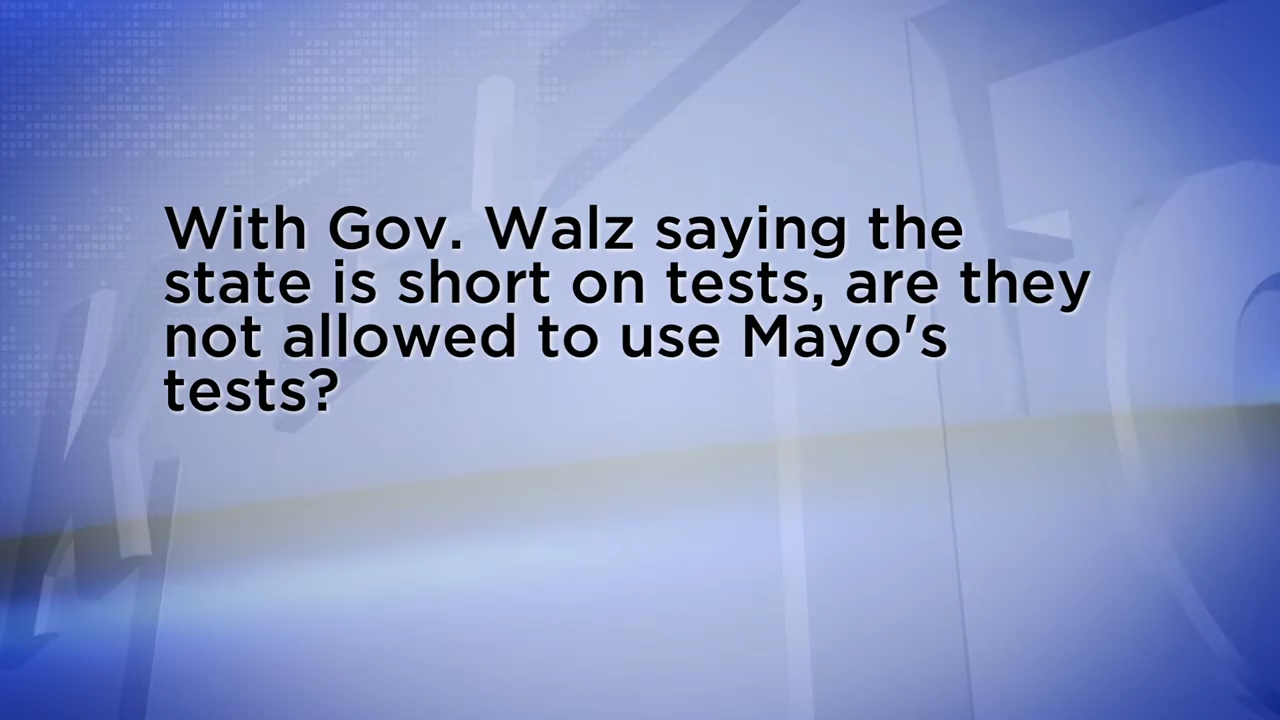 With Gov. Walz saying the
state is short on tests, are they
not allowed to use Mayo's
tests?